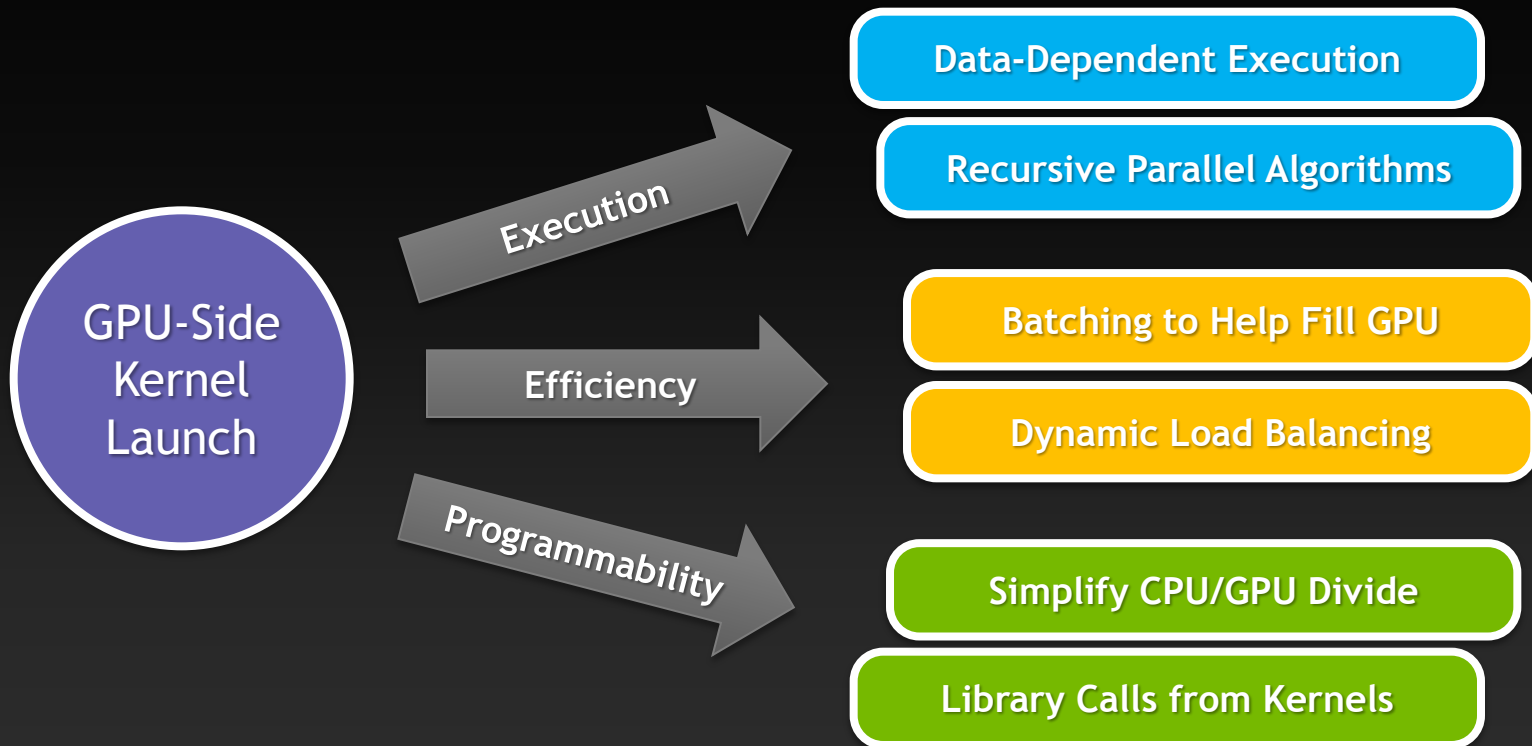 GPU-Side
Kernel
Launch
Execution
Data-Dependent Execution
Recursive Parallel Algorithms
Efficiency
Batching to Help Fill GPU
Dynamic Load Balancing
Programmability
Simplify CPU/GPU Divide
Library Calls from Kernels